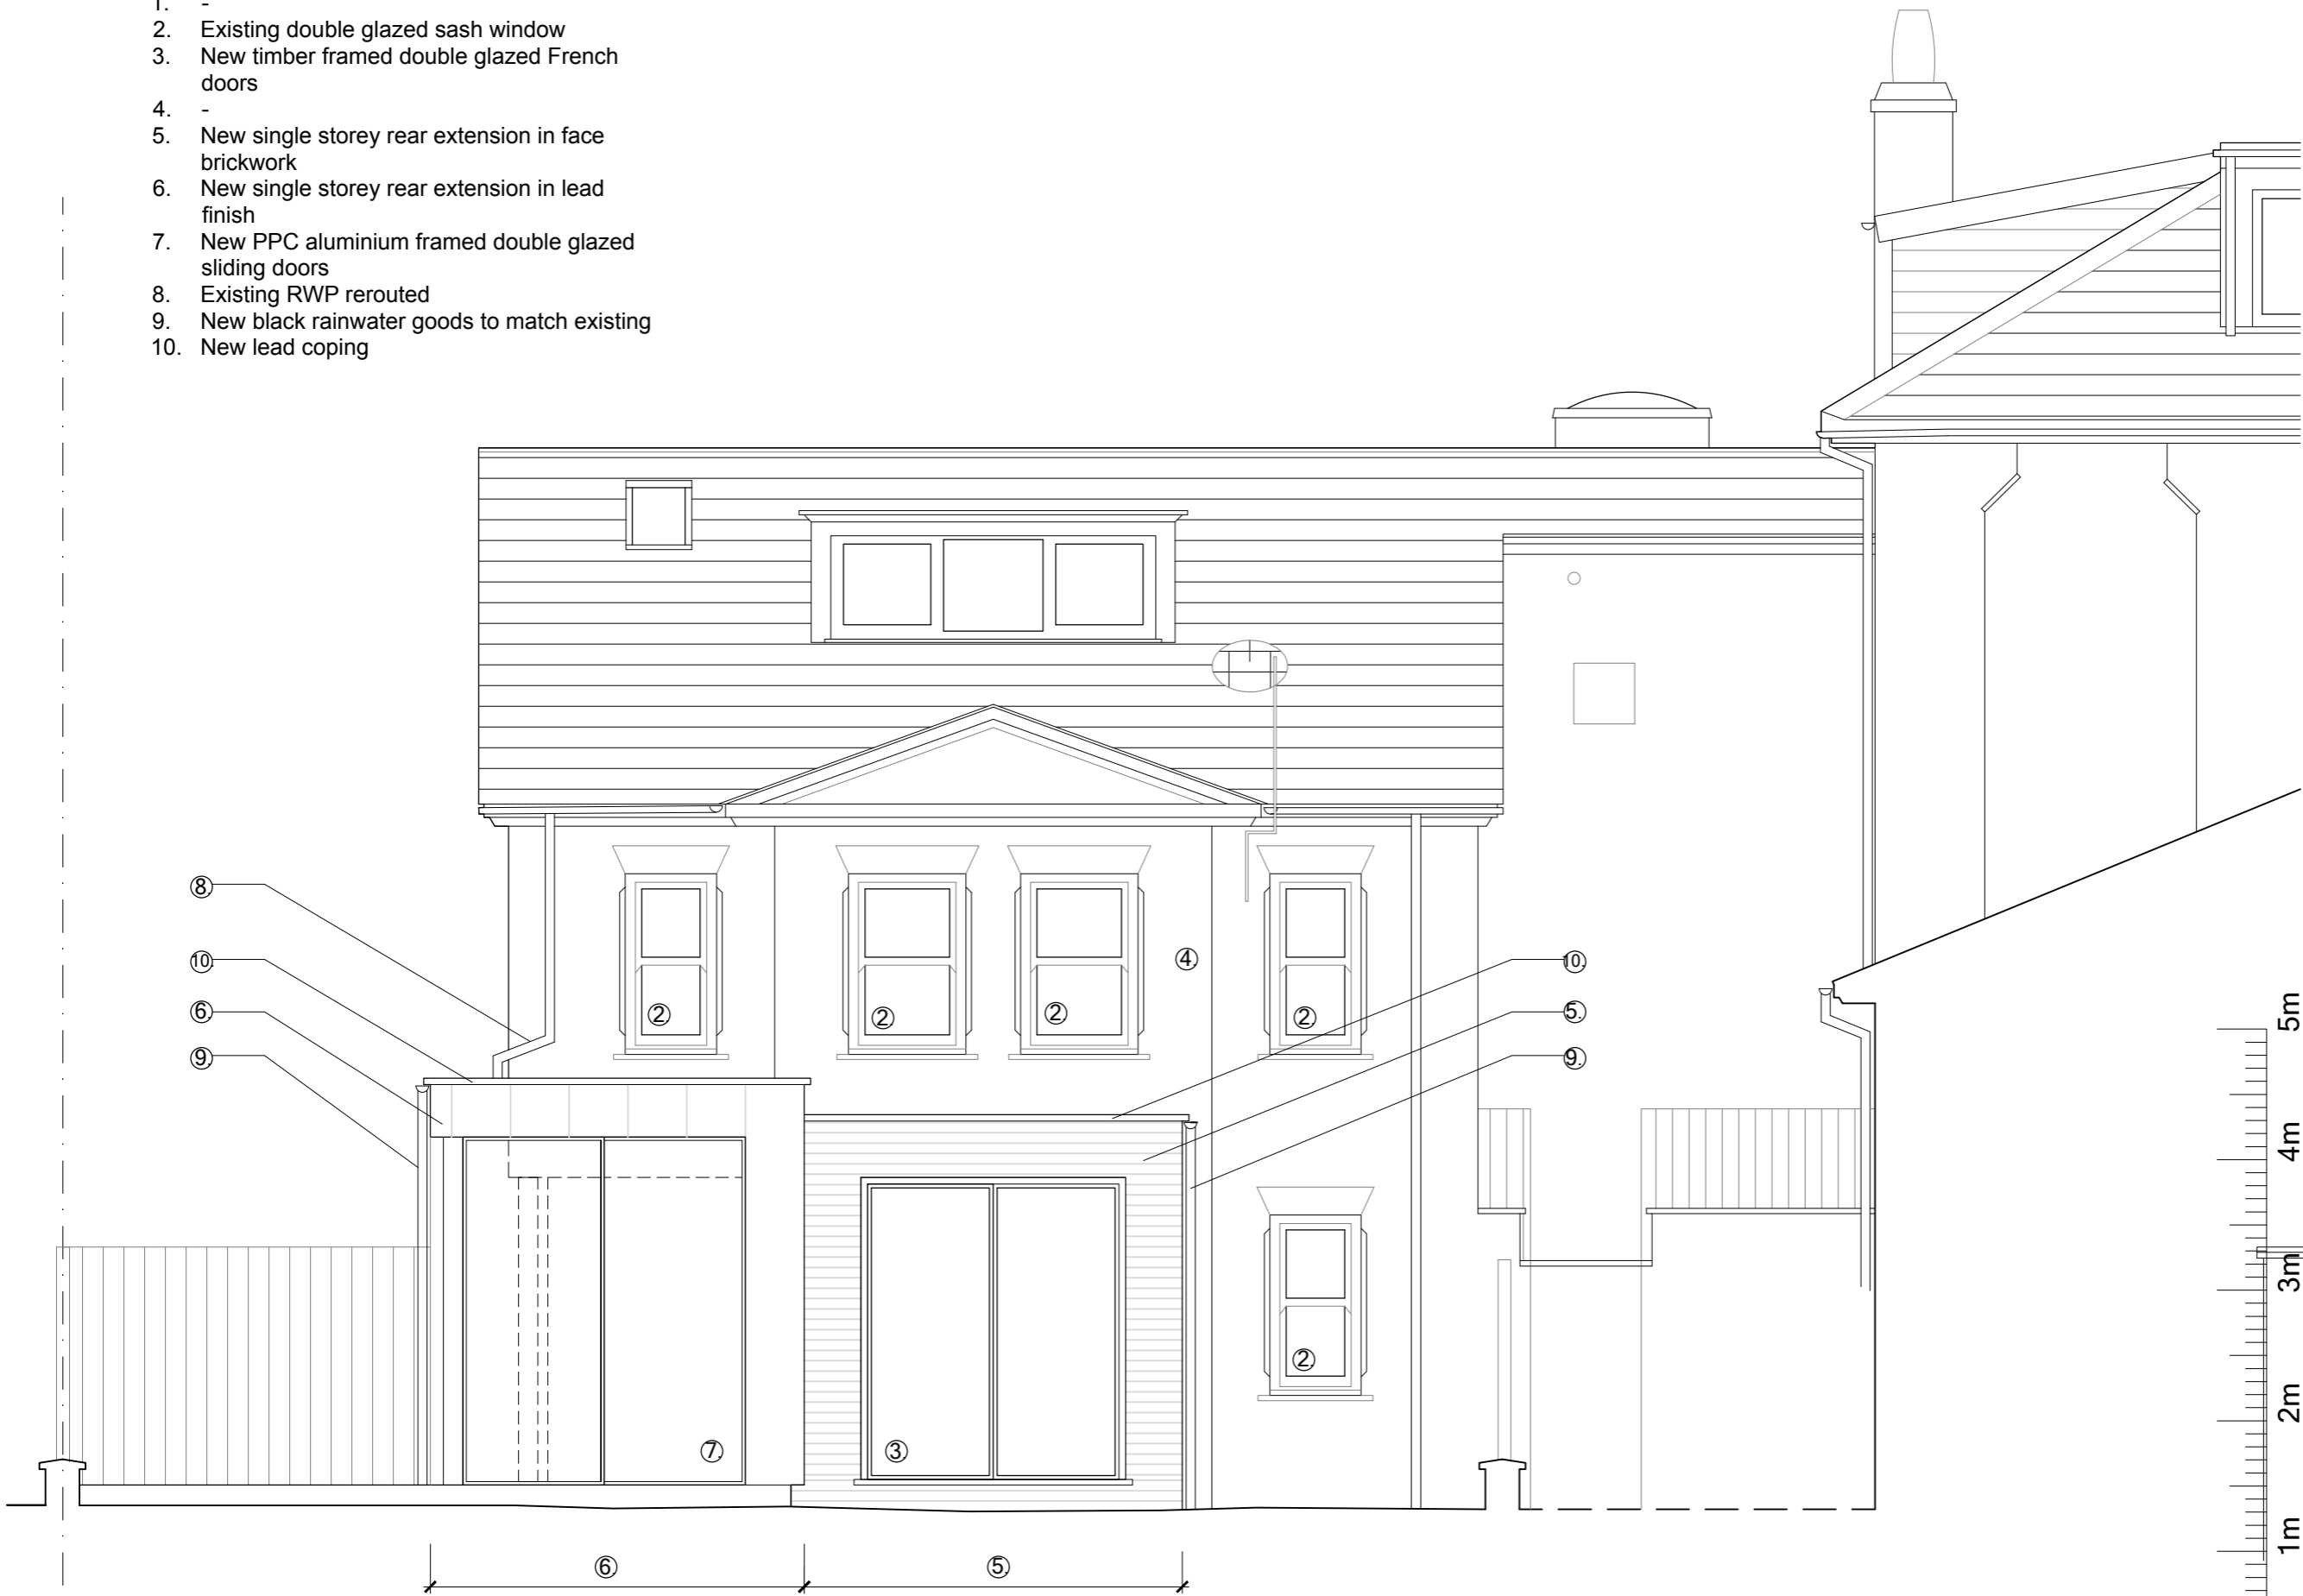 1. -
2. Existing double glazed sash window
3. New timber framed double glazed French
doors
4. -
5. New single storey rear extension in face
brickwork
6. New single storey rear extension in lead
finish
7. New PPC aluminium framed double glazed
sliding doors
8. Existing RWP rerouted
9. New black rainwater goods to match existing
10. New lead coping
8.
10.
6.
9.
2
2
2
2.
4.
10.
5.
9.
2.
7.
3.
6.
5.
5m
4m
3m
2m
1m